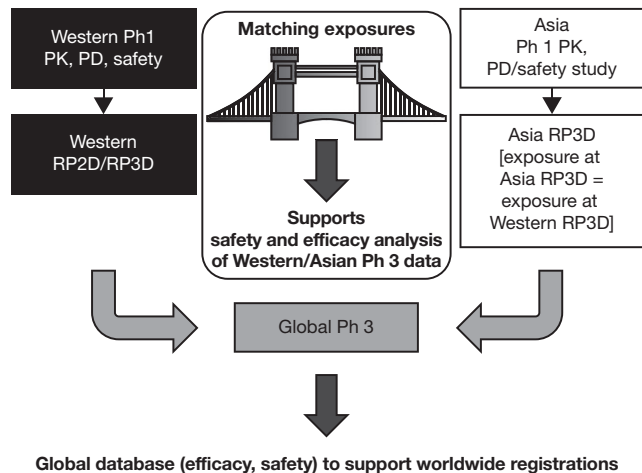 Western Ph1
PK, PD, safety
Western
RP2D/RP3D
Matching exposures
Supports
safety and efficacy analysis
of Western/Asian Ph 3 data
Asia
Ph 1 PK,
PD/safety study
Asia RP3D
[exposure at
Asia RP3D =
exposure at
Western RP3D]
Global Ph 3
Global database (efficacy, safety) to support worldwide registrations